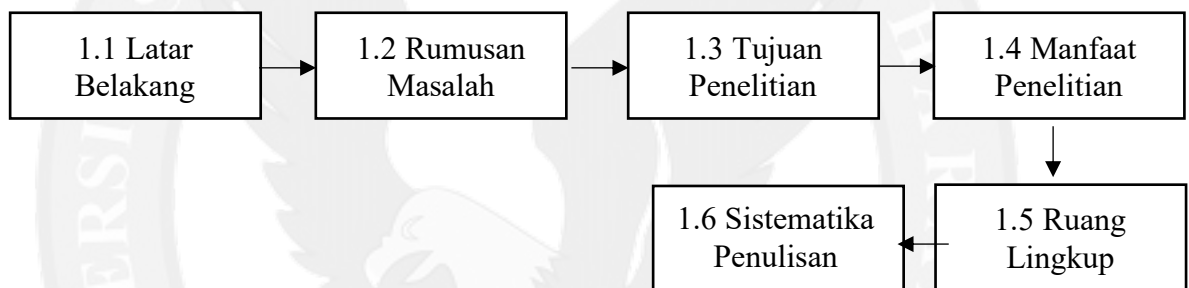 1.1 Latar
Belakang
1.2 Rumusan
Masalah
1.3 Tujuan
Penelitian
1.4 Manfaat
Penelitian
1.5 Ruang
Lingkup
1.6 Sistematika
Penulisan